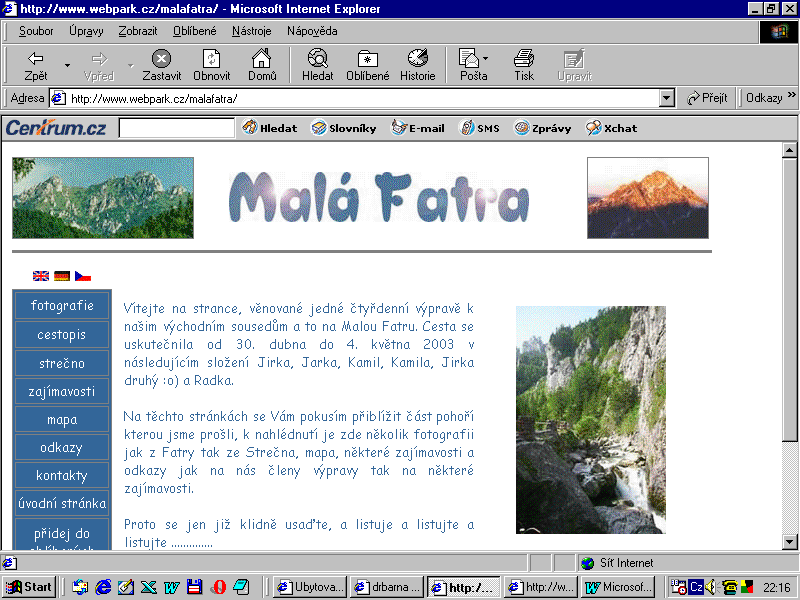 http://www.webpark.cz/malafatra/ - Microsoft Internet Explorer
Soubor Úpravy Zobrazit Oblíbené Nástroje Nápověda
Zpět Vpřed Zastavit Obnovit Domů Hledat Oblíbené Historie Pošta Tisk Upravit
Adresa http://www.webpark.cz/malafatra/ Přejít Odkazy »
Centrum.cz Hledat Slovníky E-mail SMS Zprávy Xchat
Malá Fatra
fotografie
cestopis
strečno
zajímavosti
mapa
odkazy
kontakty
úvodní stránka
přidej do
oblíbených
Vítejte na strance, věnované jedné čtyřdenní výpravě k
našim východním sousedům a to na Malou Fatru. Cesta se
uskutečnila od 30. dubna do 4. května 2003 v
následujícím složení Jirka, Jarka, Kamil, Kamila, Jirka
druhý :o) a Radka.
Na těchto stránkách se Vám pokusím přiblížit část pohoří
kterou jsme prošli, k nahlédnutí je zde několik fotografii
jak z Fatry tak ze Strečna, mapa, některé zajímavosti a
odkazy jak na nás členy výpravy tak na některé
zajímavosti.
Proto se jen již klidně usaďte, a listuje a listujte a
listujte ..............
Síť Internet
Start Ubytova... drbarna ... http:/... http://w... Microsof... Cz 22:16